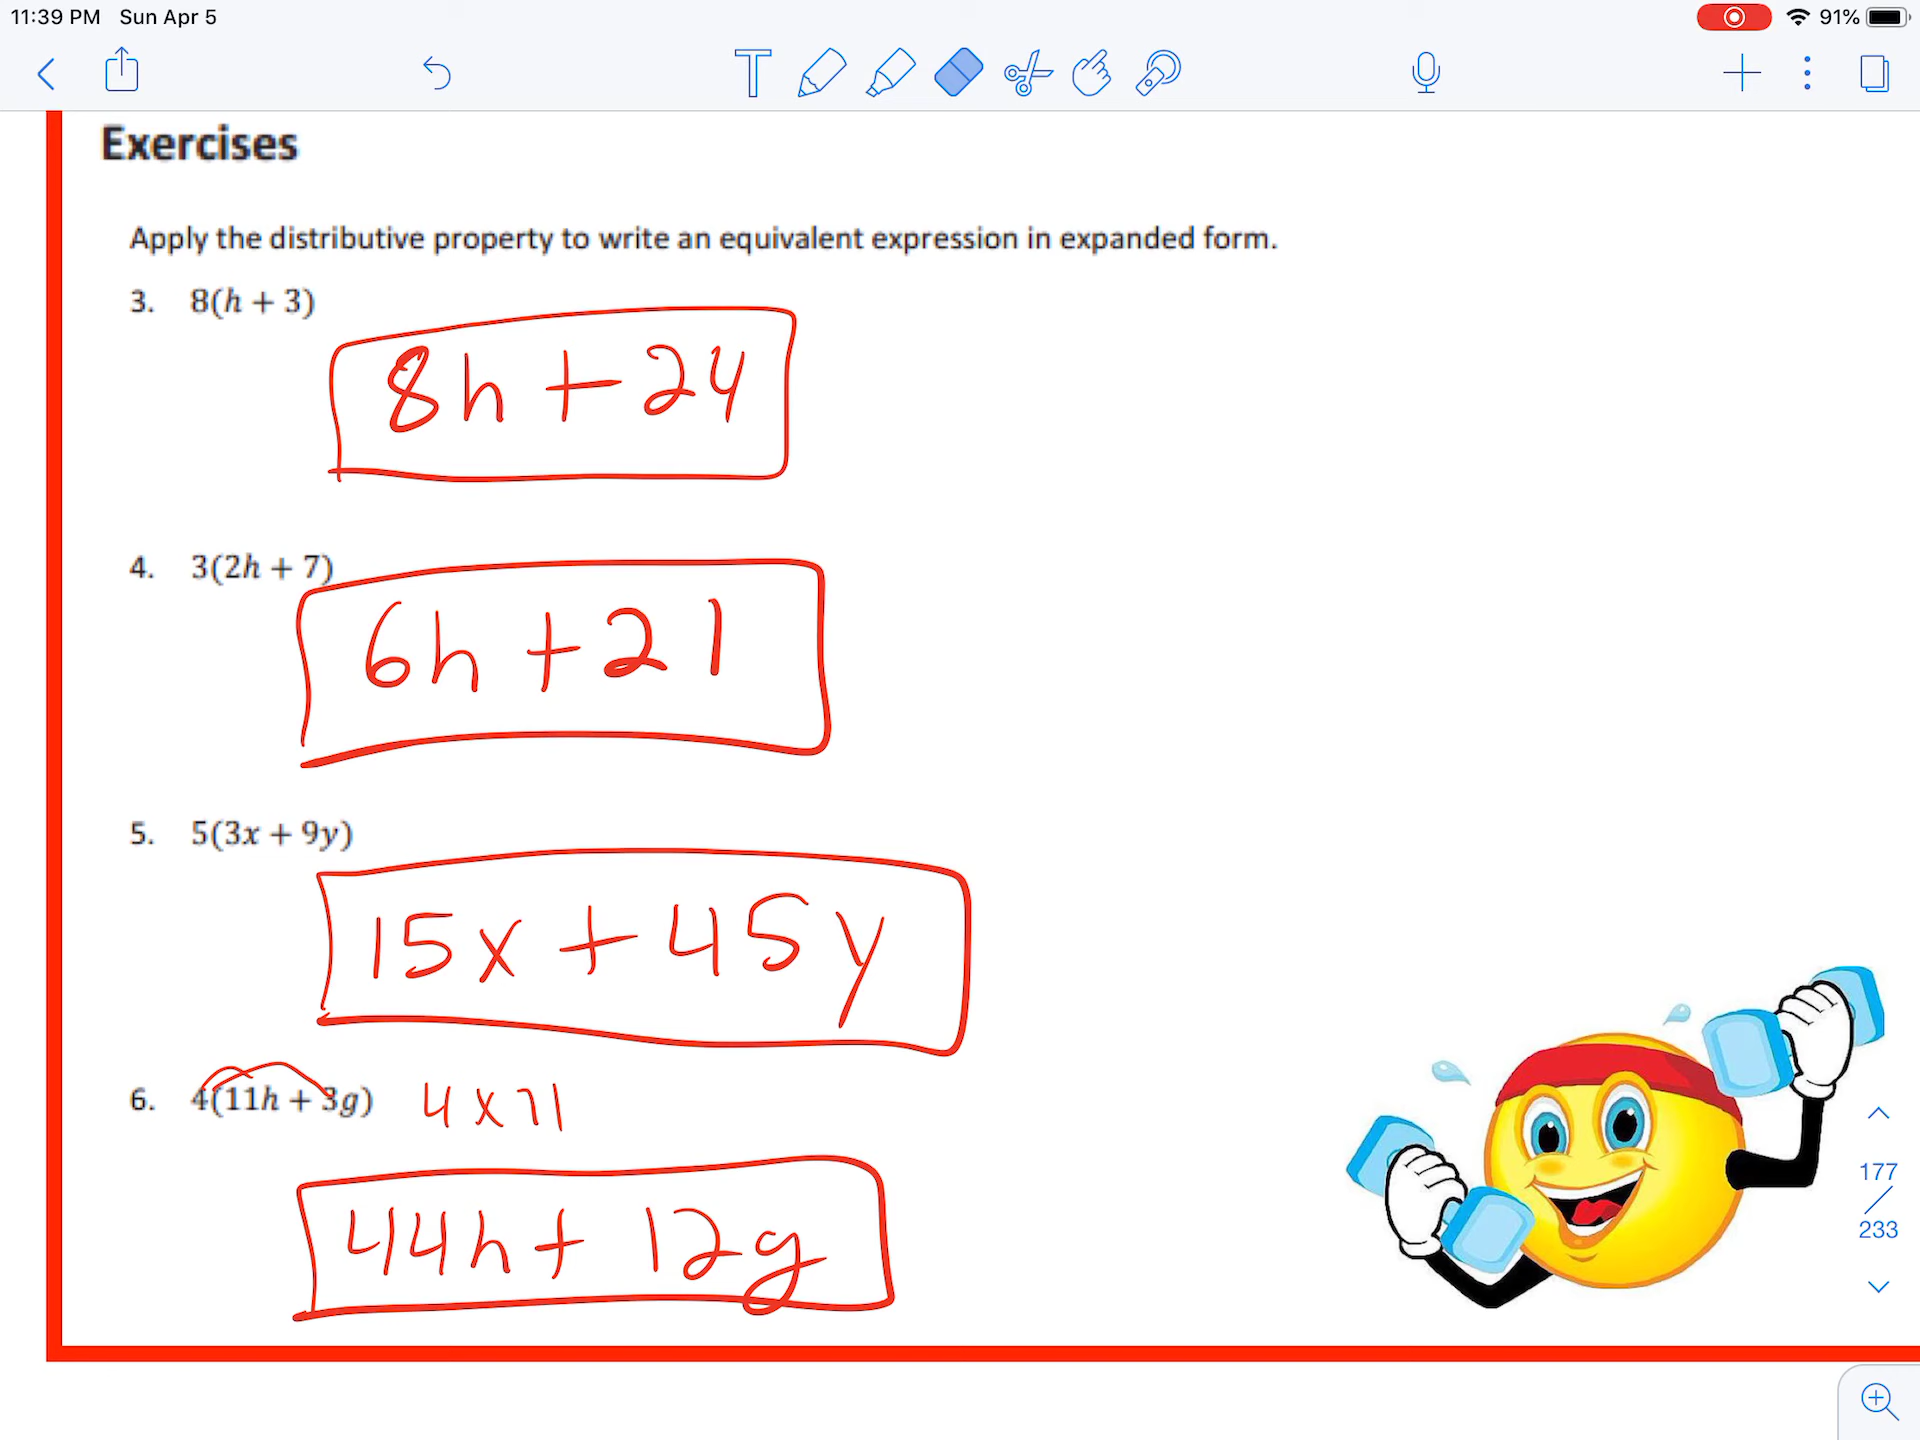 11:39 PM Sun Apr 5
91%
T
Exercises
Apply the distributive property to write an equivalent expression in expanded form.
3. 8(h + 3)
8h + 24
4. 3(2h + 7)
6h + 21
5. 5(3x + 9y)
15x + 45y
6. 4(11h + 3g) 4 x 11
44h + 12g
177
/
233